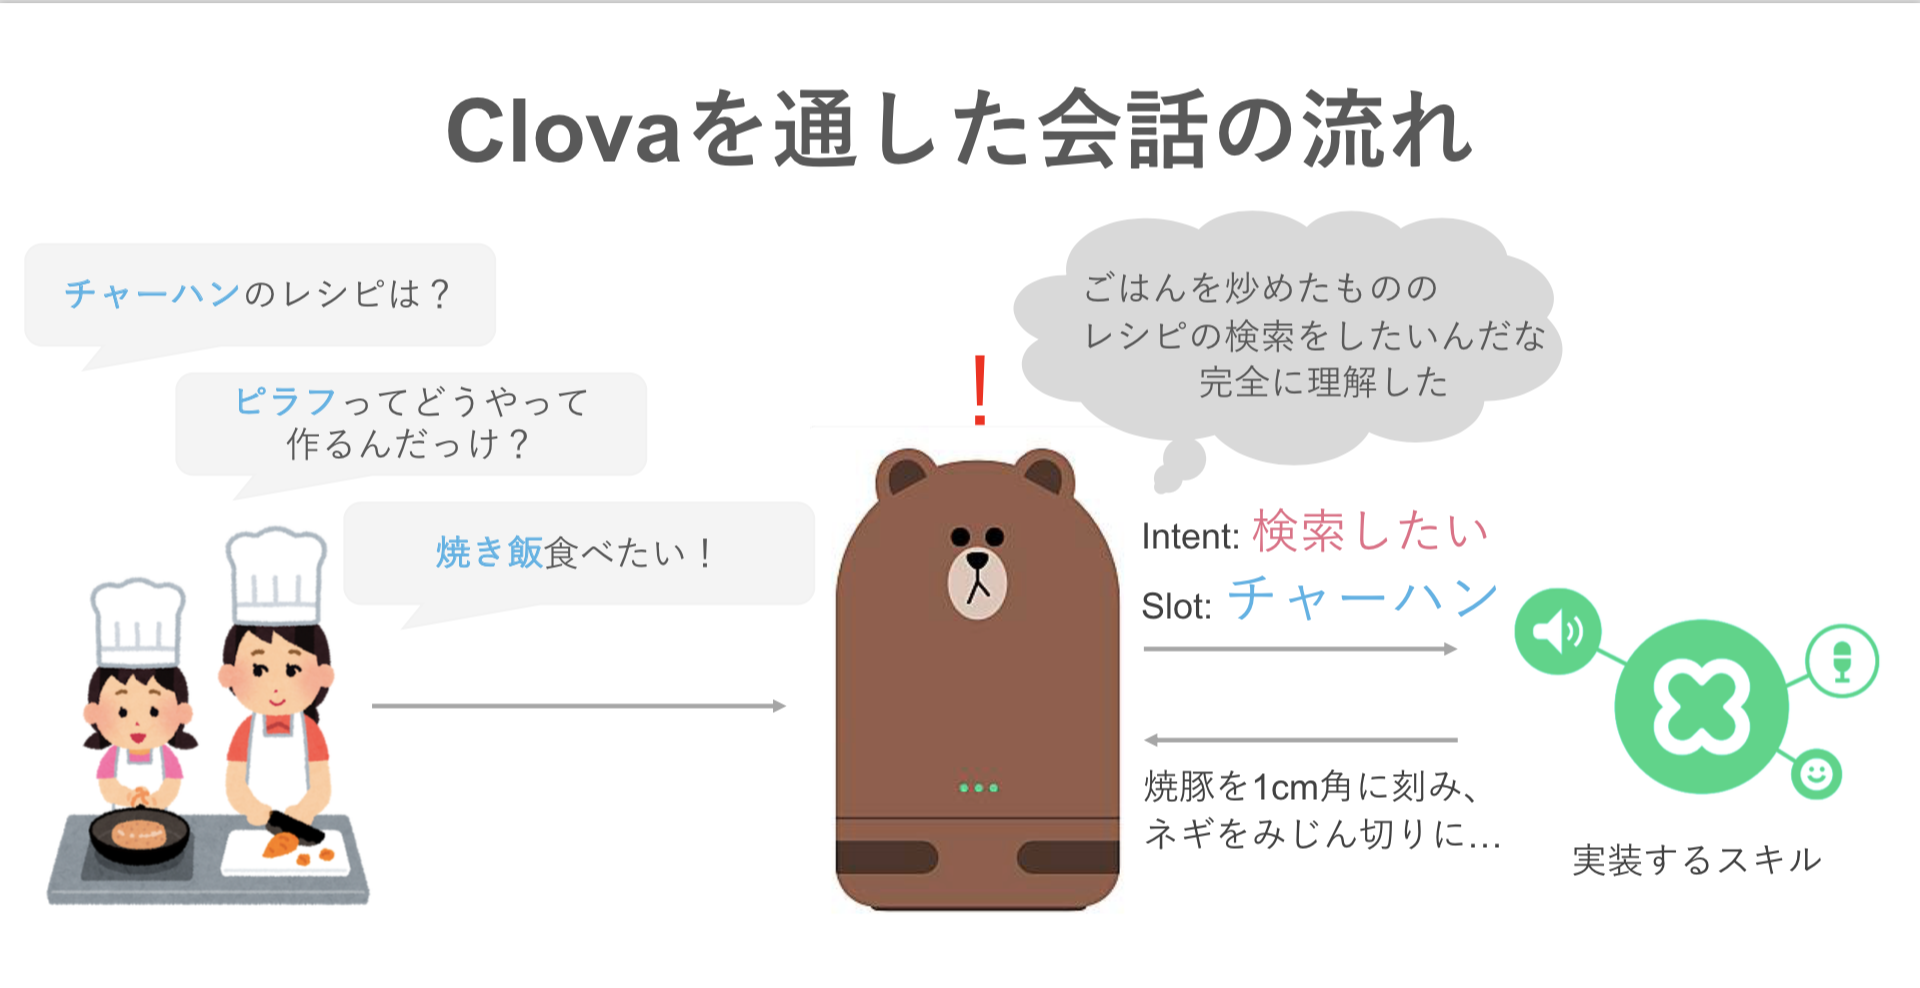 Clovaを通した会話の流れ
チャーハンのレシピは？
ピラフってどうやって
作るんだっけ？
焼き飯食べたい！
！
ごはんを炒めたものの
レシピの検索をしたいんだな
完全に理解した
Intent: 検索したい
Slot: チャーハン
焼豚を1cm角に刻み、
ネギをみじん切りに…
実装するスキル